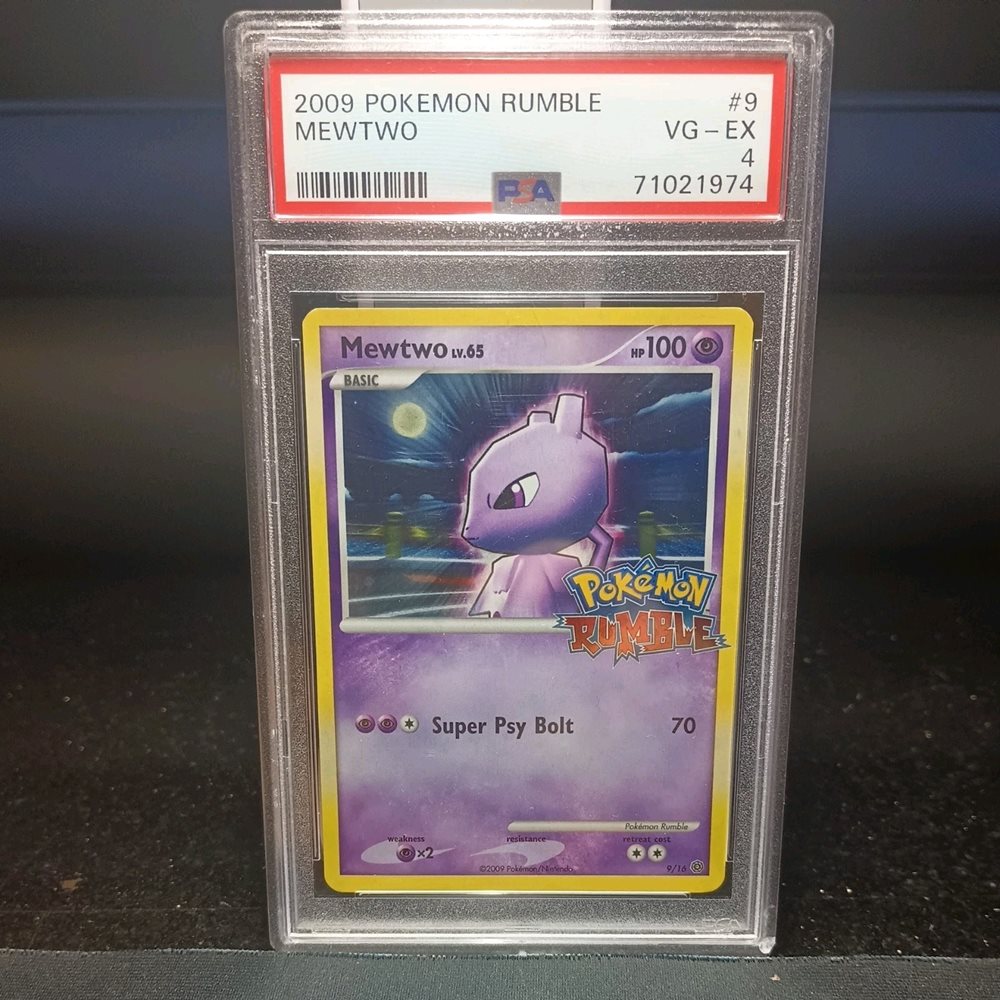 2009 POKEMON RUMBLE #9
MEWTWO VG-EX
4
PSA 71021974
Mewtwo LV.65 HP100
BASIC
POKéMON
RUMBLE
Super Psy Bolt 70
Pokémon Rumble
weakness resistance retreat cost
×2
©2009 Pokémon/Nintendo 9/16